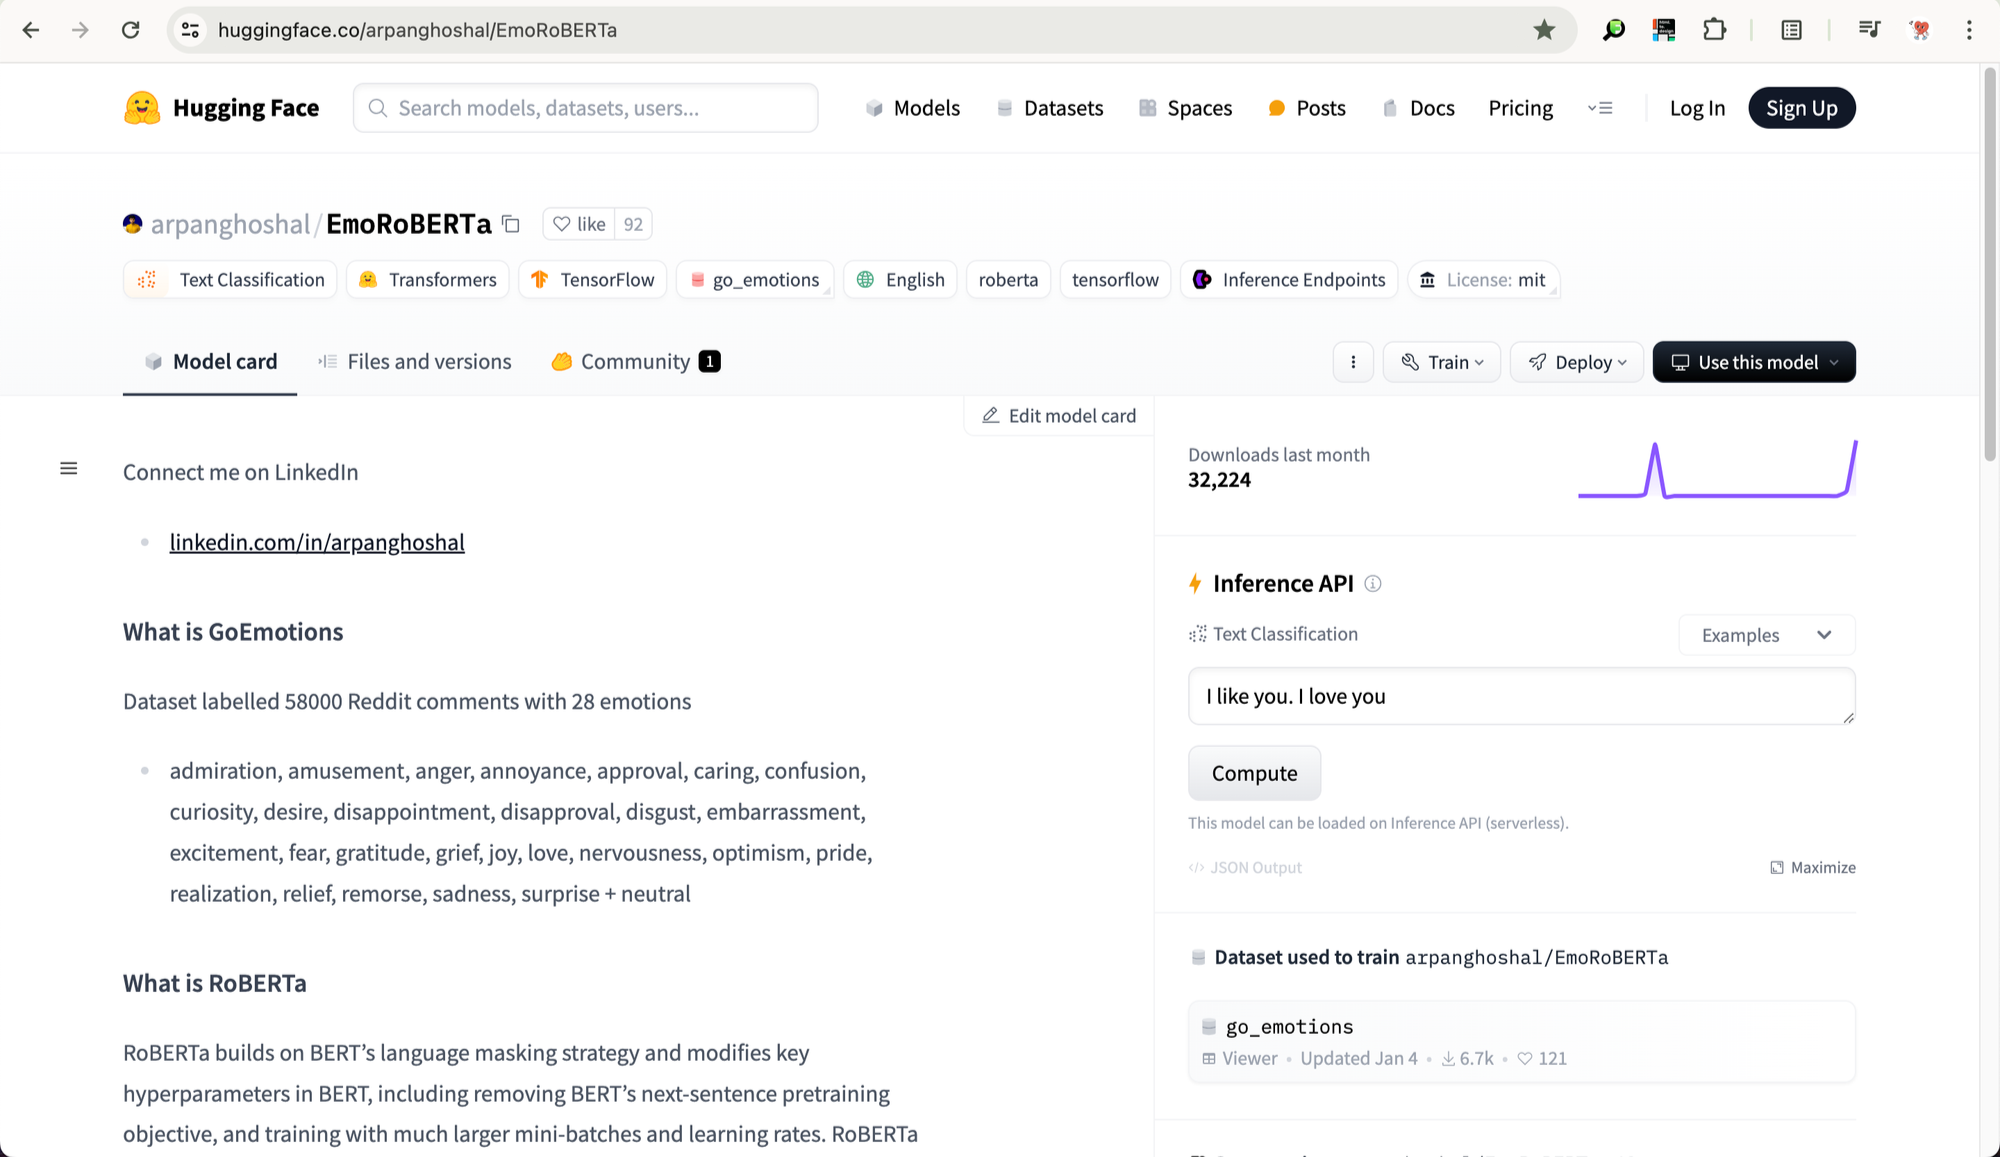 huggingface.co/arpanghoshal/EmoRoBERTa
Hugging Face
Search models, datasets, users...
Models
Datasets
Spaces
Posts
Docs
Pricing
Log In
Sign Up
arpanghoshal/EmoRoBERTa
like 92
Text Classification
Transformers
TensorFlow
go_emotions
English
roberta
tensorflow
Inference Endpoints
License: mit
Model card
Files and versions
Community 1
Train
Deploy
Use this model
Edit model card
Connect me on LinkedIn
linkedin.com/in/arpanghoshal
What is GoEmotions
Dataset labelled 58000 Reddit comments with 28 emotions
admiration, amusement, anger, annoyance, approval, caring, confusion,
curiosity, desire, disappointment, disapproval, disgust, embarrassment,
excitement, fear, gratitude, grief, joy, love, nervousness, optimism, pride,
realization, relief, remorse, sadness, surprise + neutral
What is RoBERTa
RoBERTa builds on BERT’s language masking strategy and modifies key
hyperparameters in BERT, including removing BERT’s next-sentence pretraining
objective, and training with much larger mini-batches and learning rates. RoBERTa
Downloads last month
32,224
Inference API
Text Classification
Examples
I like you. I love you
Compute
This model can be loaded on Inference API (serverless).
</> JSON Output
Maximize
Dataset used to train arpanghoshal/EmoRoBERTa
go_emotions
Viewer • Updated Jan 4 • 6.7k • 121